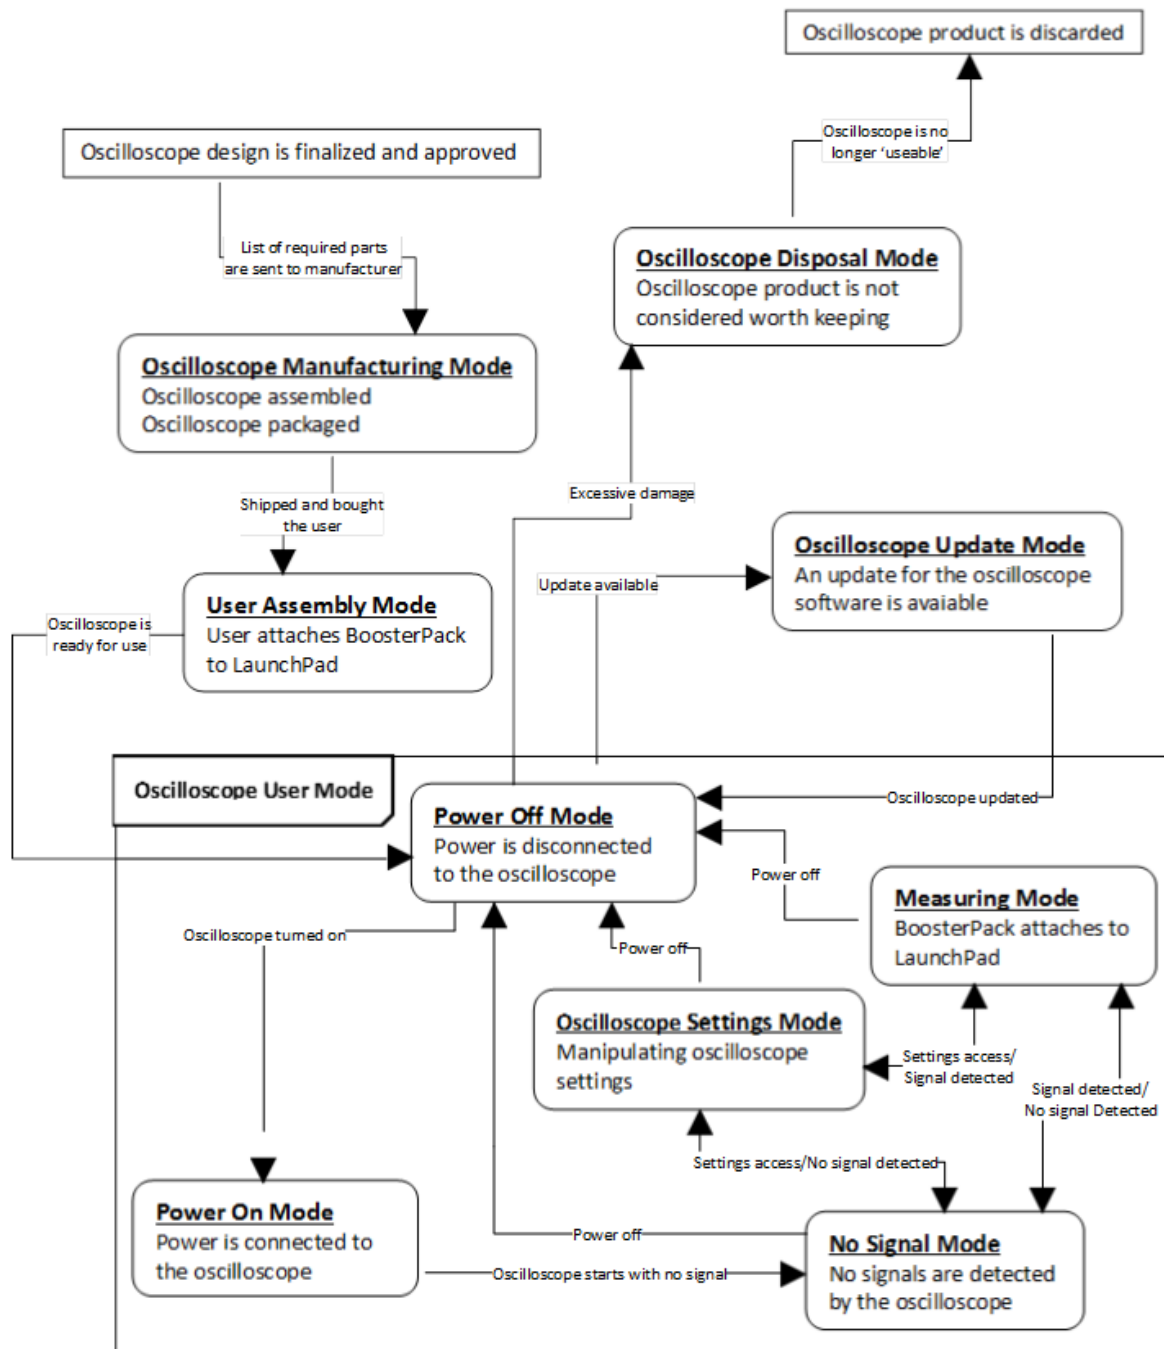 Oscilloscope product is discarded
Oscilloscope is no
longer ‘useable’
Oscilloscope design is finalized and approved
List of required parts
are sent to manufacturer
Oscilloscope Disposal Mode
Oscilloscope product is not
considered worth keeping
Oscilloscope Manufacturing Mode
Oscilloscope assembled
Oscilloscope packaged
Shipped and bought
the user
Excessive damage
Oscilloscope Update Mode
An update for the oscilloscope
software is avaiable
Update available
User Assembly Mode
User attaches BoosterPack
to LaunchPad
Oscilloscope is
ready for use
Oscilloscope User Mode
Power Off Mode
Power is disconnected
to the oscilloscope
Oscilloscope updated
Power off
Measuring Mode
BoosterPack attaches to
LaunchPad
Oscilloscope turned on
Power off
Oscilloscope Settings Mode
Manipulating oscilloscope
settings
Settings access/
Signal detected
Signal detected/
No signal Detected
Settings access/No signal detected
Power On Mode
Power is connected to
the oscilloscope
Power off
Oscilloscope starts with no signal
No Signal Mode
No signals are detected
by the oscilloscope